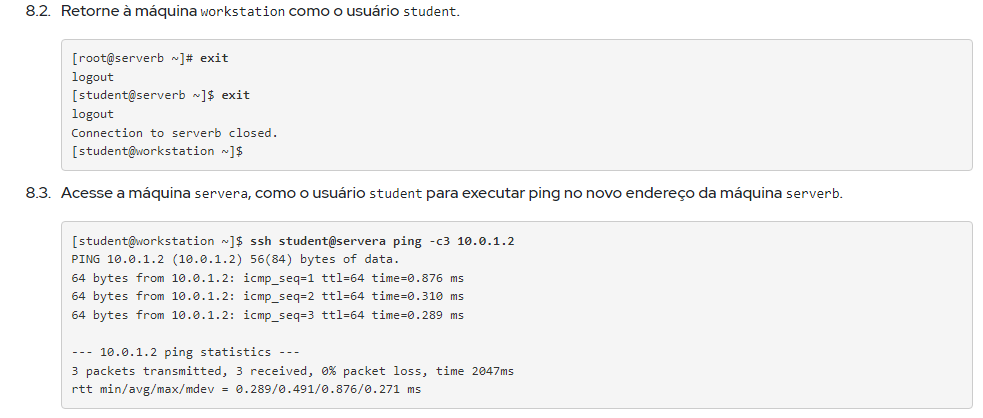 8.2. Retorne à máquina workstation como o usuário student.
[root@serverb ~]# exit
logout
[student@serverb ~]$ exit
logout
Connection to serverb closed.
[student@workstation ~]$
8.3. Acesse a máquina servera, como o usuário student para executar ping no novo endereço da máquina serverb.
[student@workstation ~]$ ssh student@servera ping -c3 10.0.1.2
PING 10.0.1.2 (10.0.1.2) 56(84) bytes of data.
64 bytes from 10.0.1.2: icmp_seq=1 ttl=64 time=0.876 ms
64 bytes from 10.0.1.2: icmp_seq=2 ttl=64 time=0.310 ms
64 bytes from 10.0.1.2: icmp_seq=3 ttl=64 time=0.289 ms
--- 10.0.1.2 ping statistics ---
3 packets transmitted, 3 received, 0% packet loss, time 2047ms
rtt min/avg/max/mdev = 0.289/0.491/0.876/0.271 ms